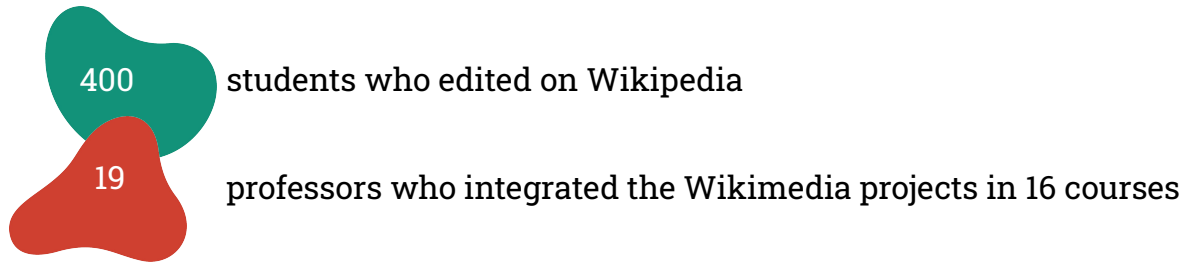 400 students who edited on Wikipedia
19 professors who integrated the Wikimedia projects in 16 courses